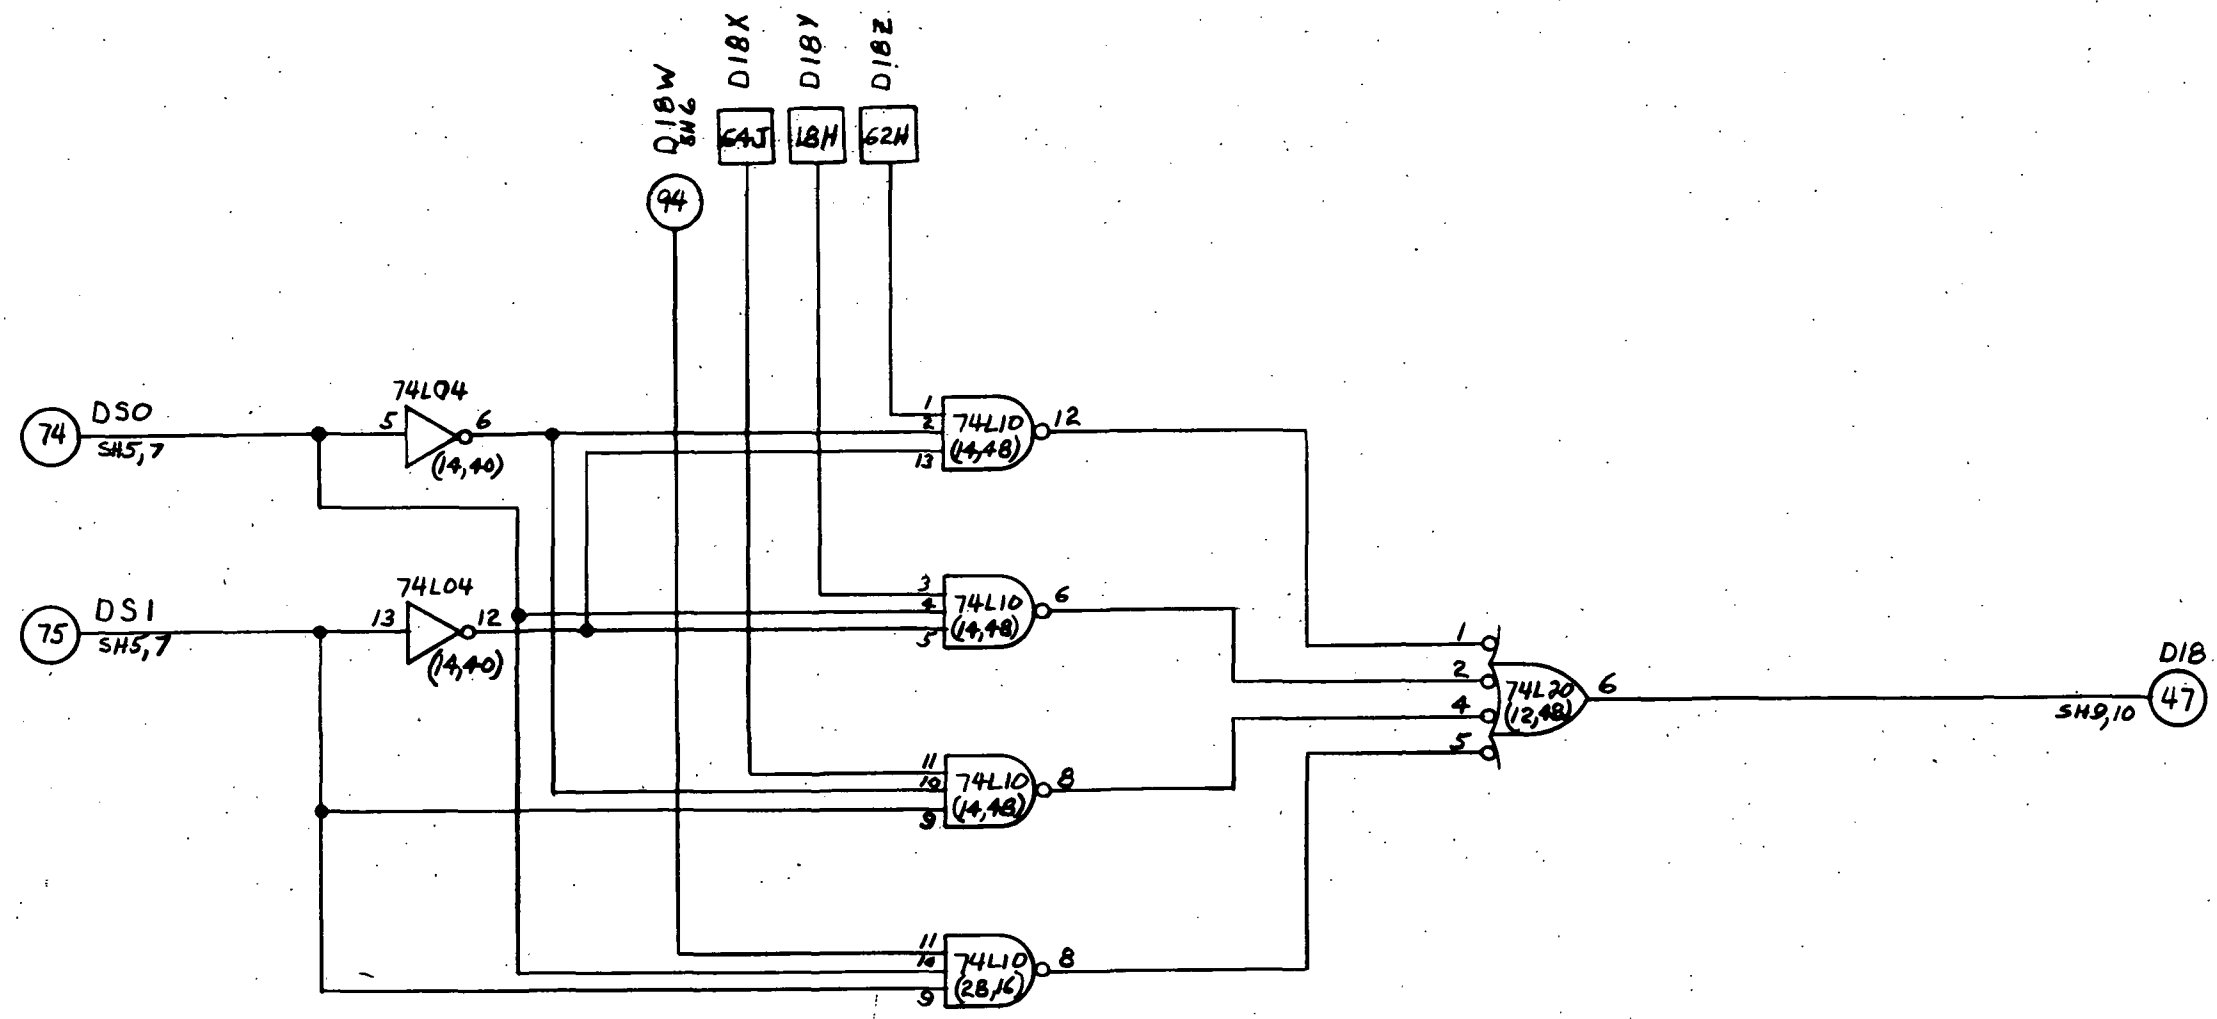 D18W
SH6
D18X
D18Y
D18Z
64J
18H
62H
94
74
DS0
SH5,7
74L04
5
6
(14,40)
1
2
13
74L10
(14,48)
12
75
DS1
SH5,7
74L04
13
12
(14,40)
3
4
5
74L10
(14,48)
6
11
10
9
74L10
(14,48)
8
11
10
9
74L10
(28,16)
8
1
2
4
5
74L20
(12,48)
6
D18
SH9,10
47